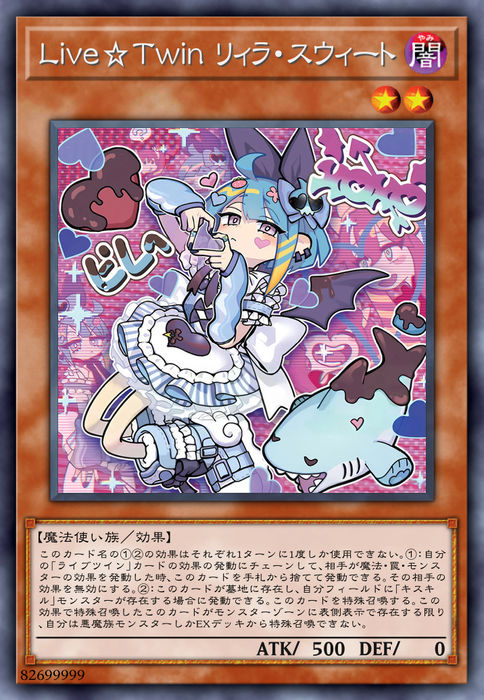 Live☆Twin リィラ・スウィート
やみ
闇
ビしへ
【魔法使い族／効果】
このカード名の①②の効果はそれぞれ1ターンに1度しか使用できない。①：自分
の「ライブツイン」カードの効果の発動にチェーンして、相手が魔法・罠・モンス
ターの効果を発動した時、このカードを手札から捨てて発動できる。その相手の
効果を無効にする。②：このカードが墓地に存在し、自分フィールドに「キスキ
ル」モンスターが存在する場合に発動できる。このカードを特殊召喚する。この
効果で特殊召喚したこのカードがモンスターゾーンに表側表示で存在する限り、
自分は悪魔族モンスターしかEXデッキから特殊召喚できない。
ATK/ 500 DEF/ 0
82699999